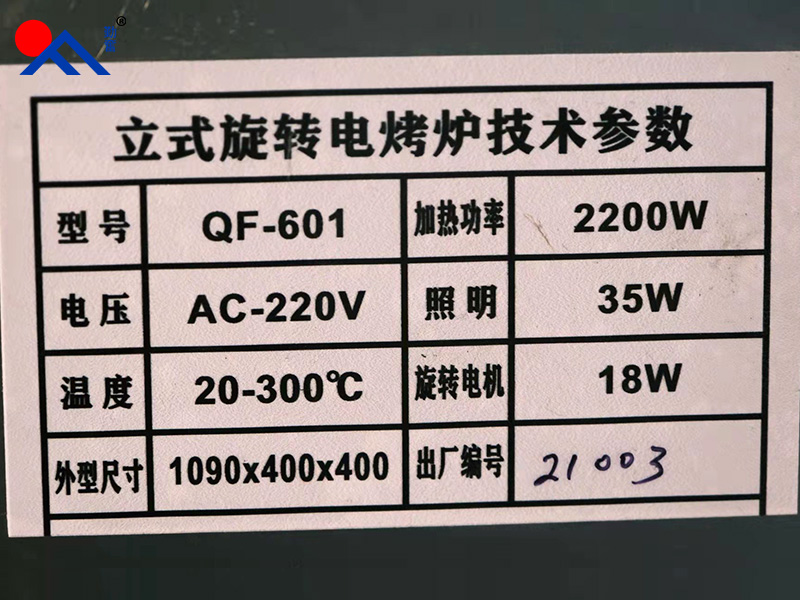 ®
立式旋转电烤炉技术参数
型号 QF-601 加热功率 2200W
电压 AC-220V 照明 35W
温度 20-300℃ 旋转电机 18W
外型尺寸 1090x400x400 出厂编号 21003